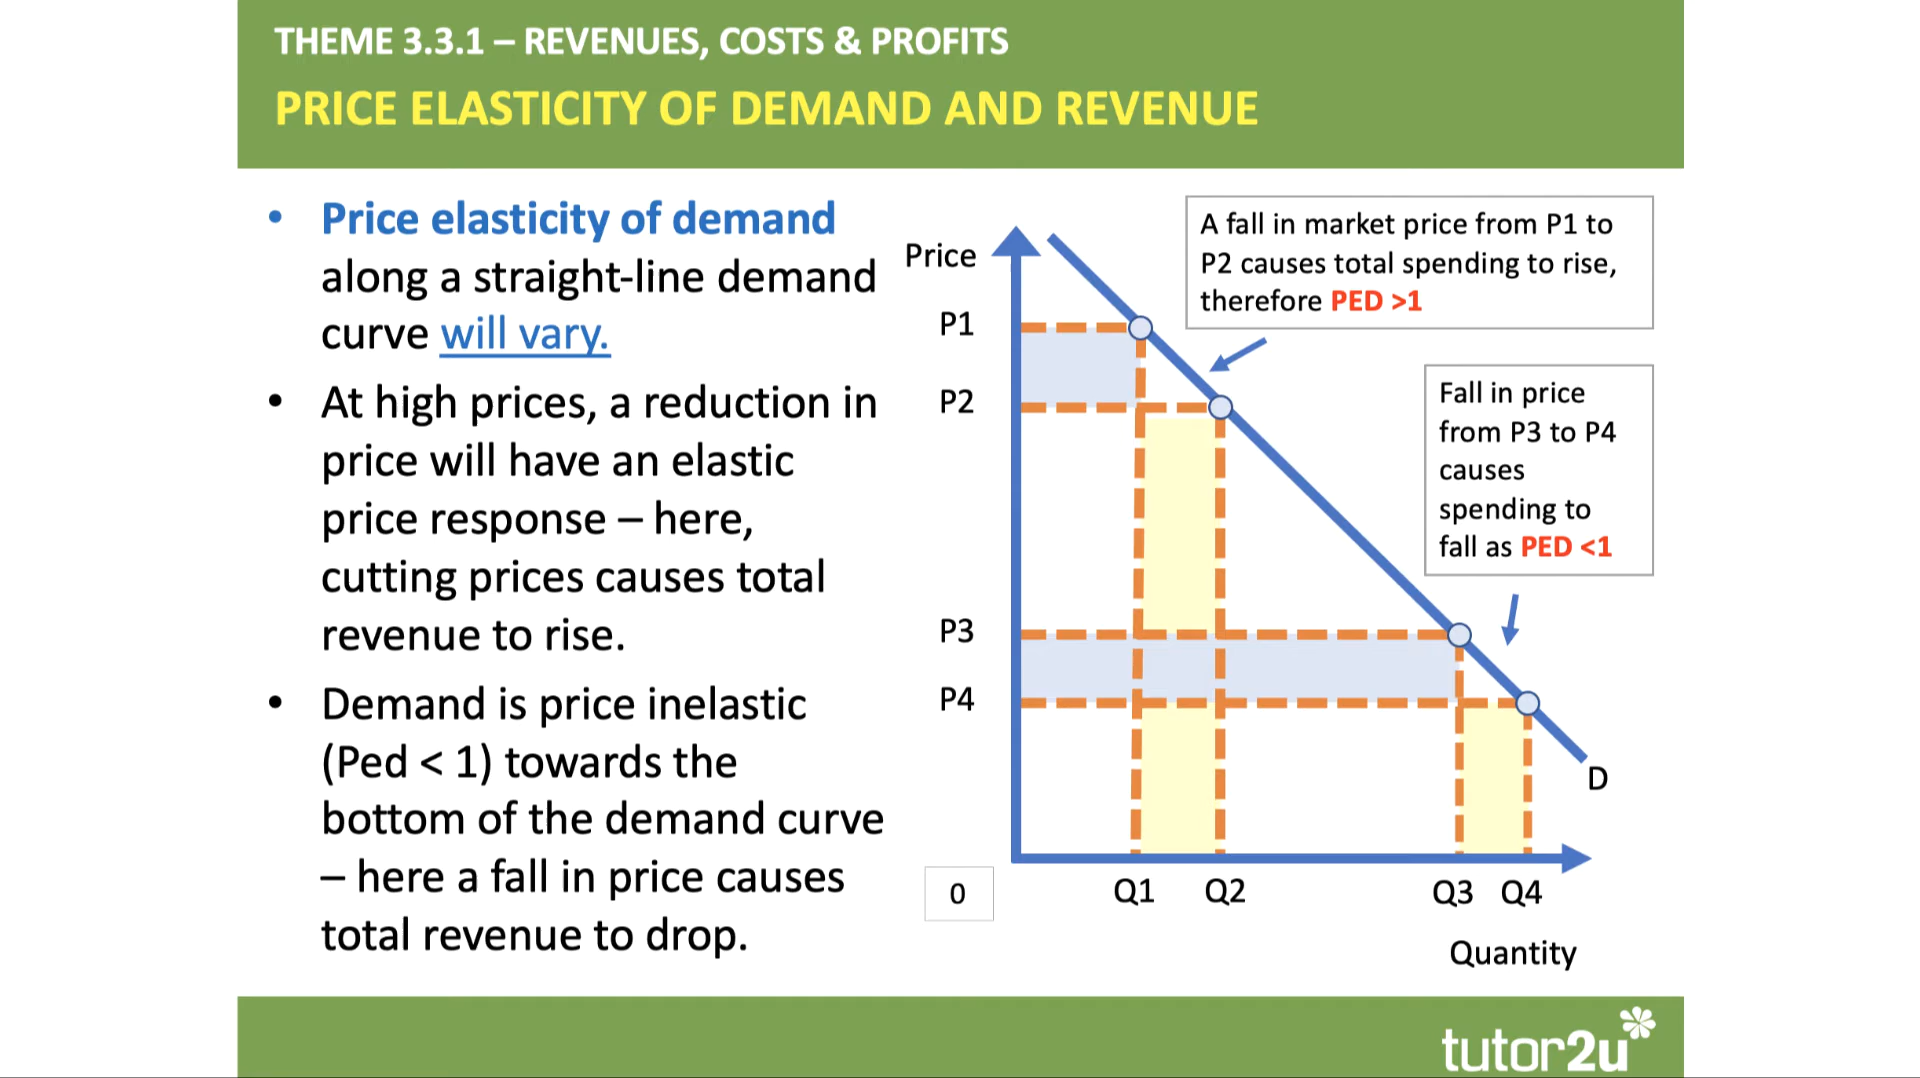 THEME 3.3.1 – REVENUES, COSTS & PROFITS
PRICE ELASTICITY OF DEMAND AND REVENUE
• Price elasticity of demand
along a straight-line demand
curve will vary.
• At high prices, a reduction in
price will have an elastic
price response – here,
cutting prices causes total
revenue to rise.
• Demand is price inelastic
(Ped < 1) towards the
bottom of the demand curve
– here a fall in price causes
total revenue to drop.
Price
P1
P2
P3
P4
A fall in market price from P1 to
P2 causes total spending to rise,
therefore PED >1
Fall in price
from P3 to P4
causes
spending to
fall as PED <1
D
0
Q1 Q2 Q3 Q4
Quantity
tutor2u